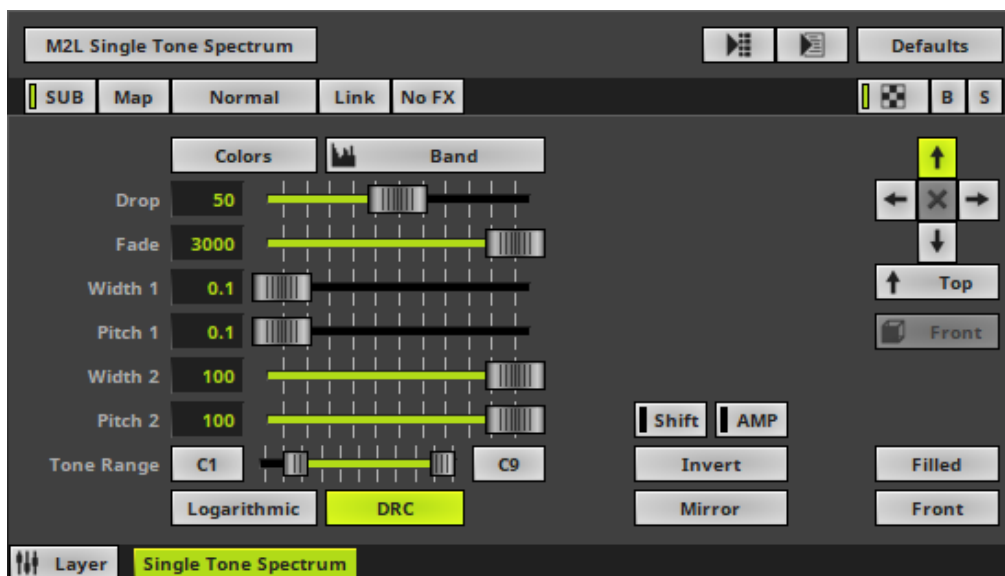 M2L Single Tone Spectrum Defaults
SUB Map Normal Link No FX B S
Colors Band
Drop 50
Fade 3000
Width 1 0.1 Top
Pitch 1 0.1 Front
Width 2 100
Pitch 2 100 Shift AMP
Tone Range C1 C9 Invert Filled
Logarithmic DRC Mirror Front
Layer Single Tone Spectrum